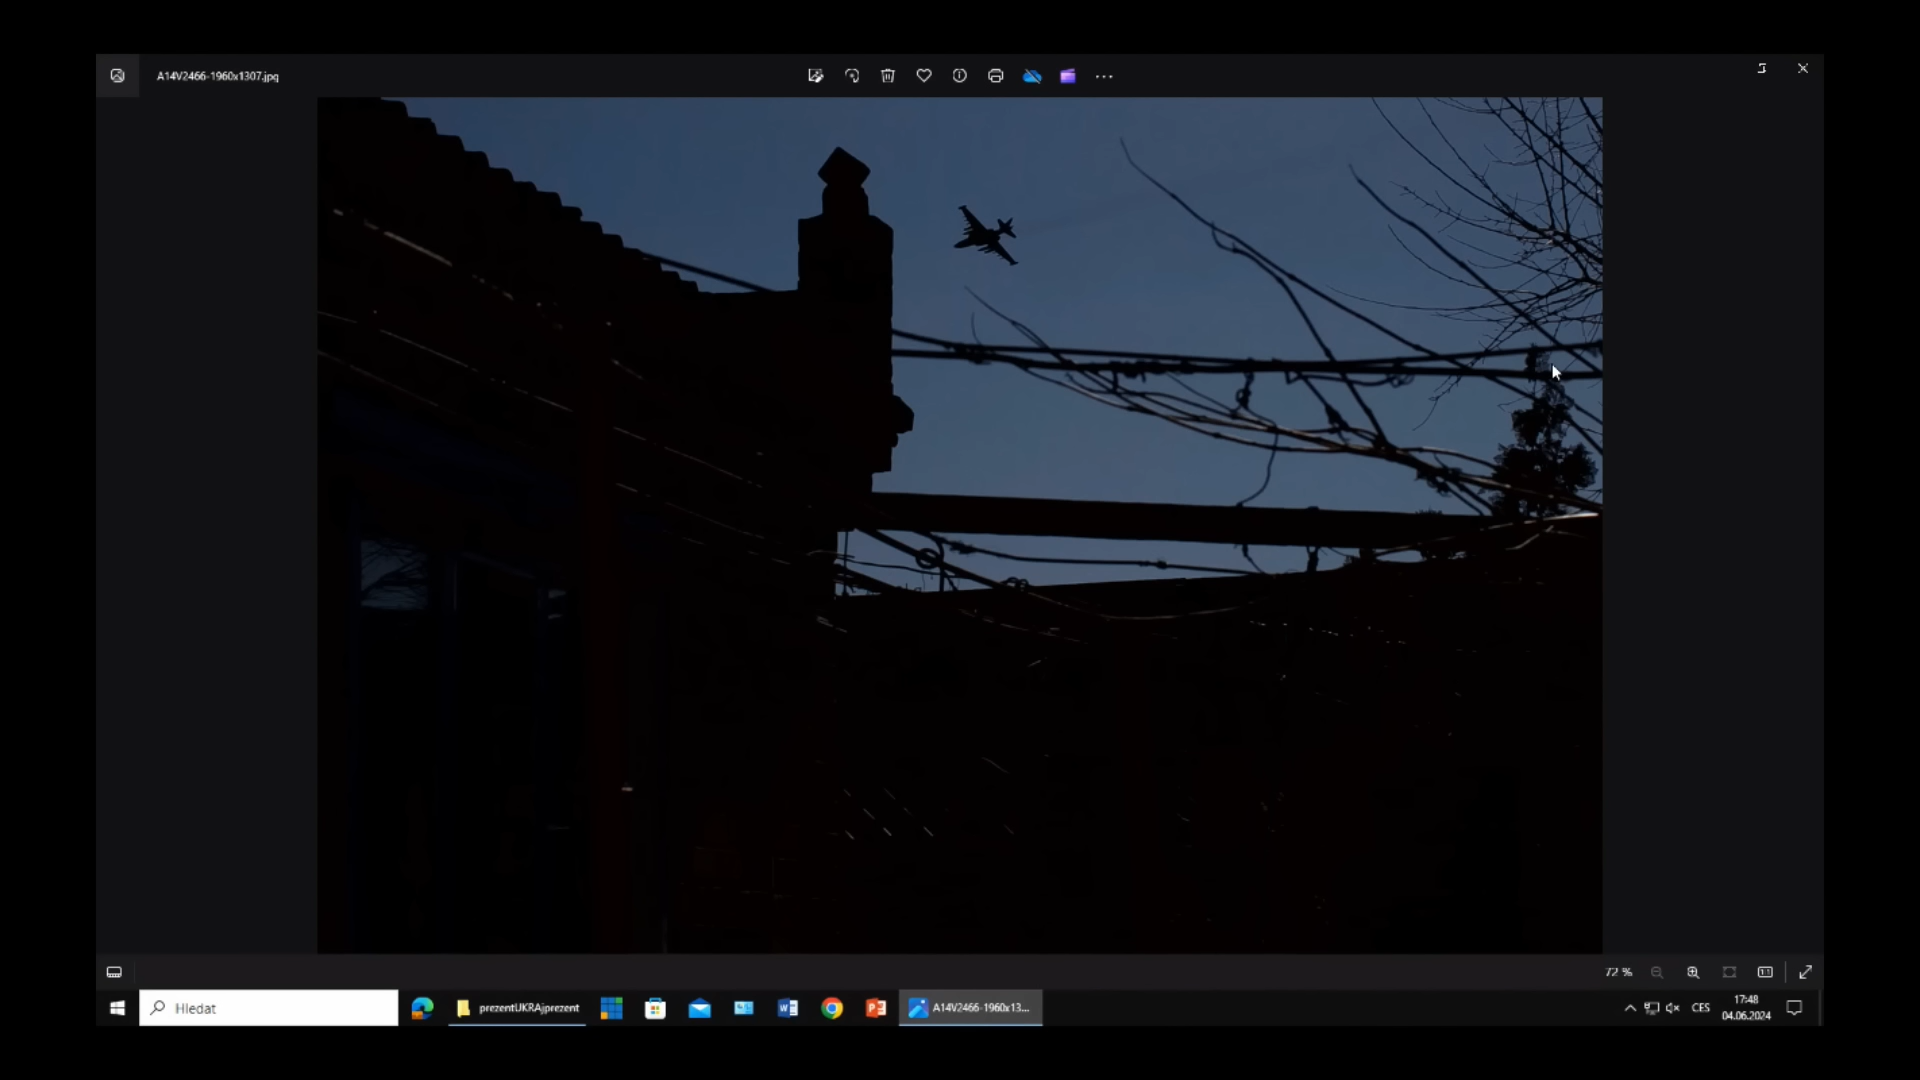 A14V2466-1960x1307.jpg
72 %
Hledat
prezentUKRAjprezent
A14V2466-1960x13...
CES
17:48
04.06.2024